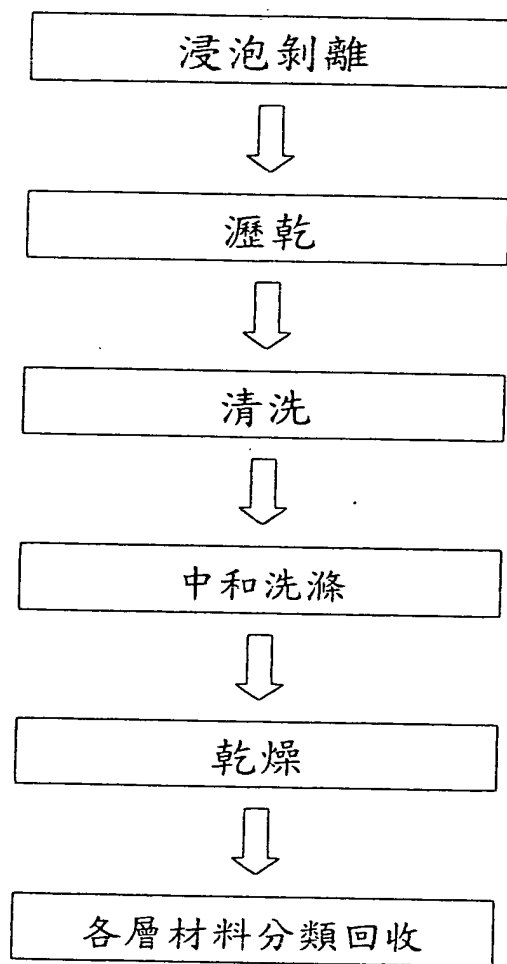 浸泡剝離
瀝乾
清洗
中和洗滌
乾燥
各層材料分類回收